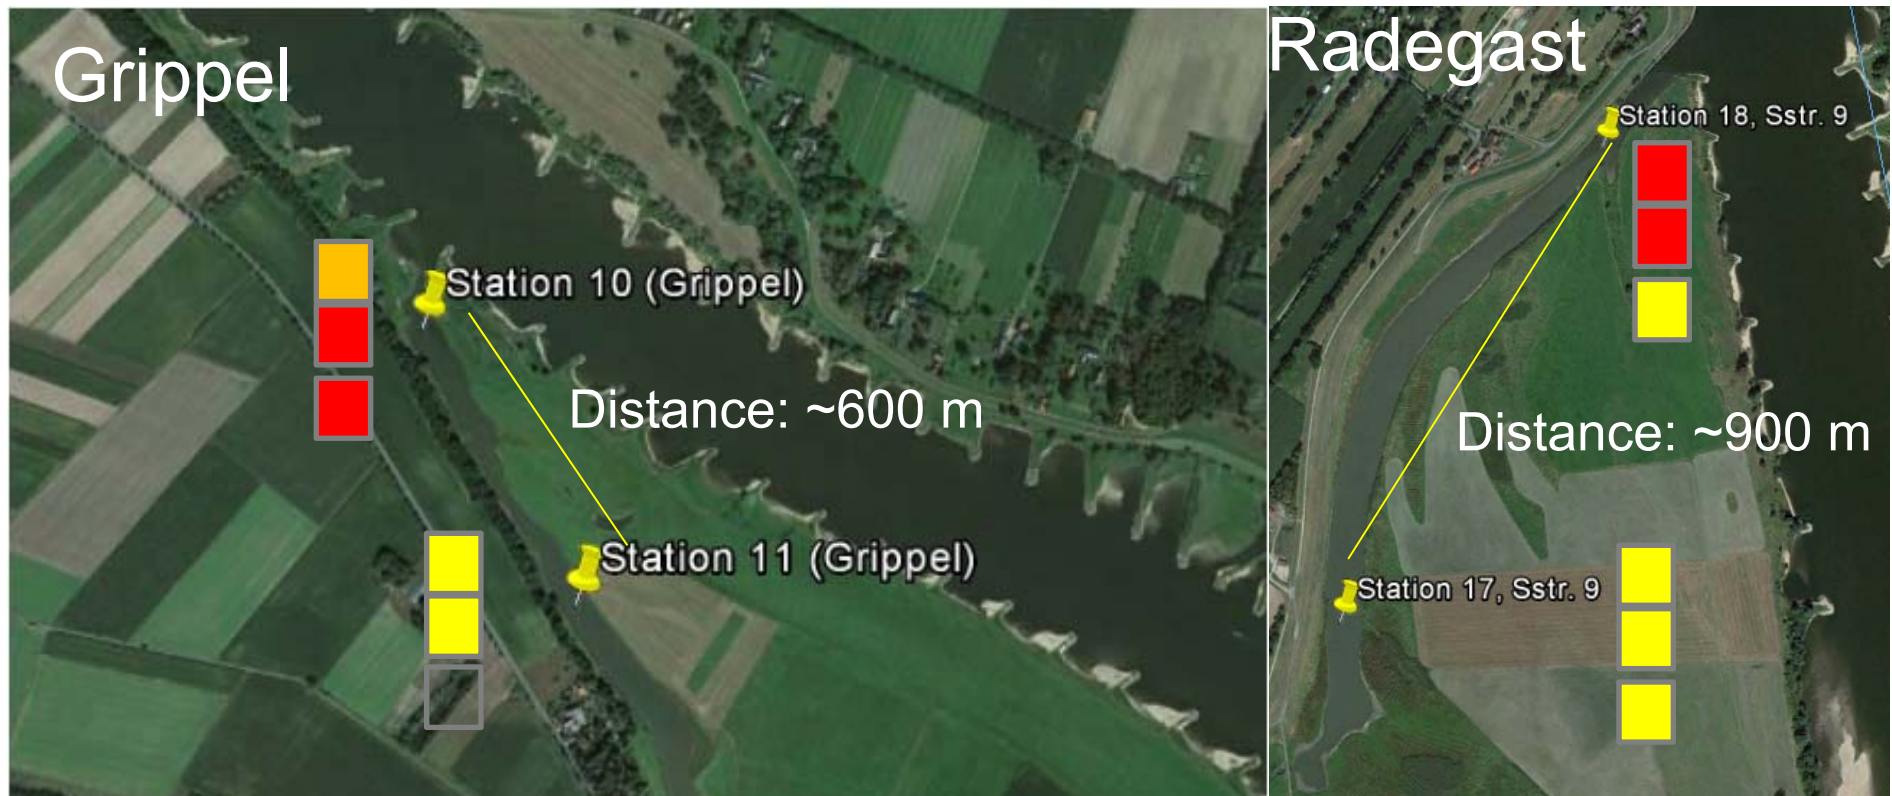 Grippel
Station 10 (Grippel)
Distance: ~600 m
Station 11 (Grippel)
Radegast
Station 18, Sstr. 9
Distance: ~900 m
Station 17, Sstr. 9